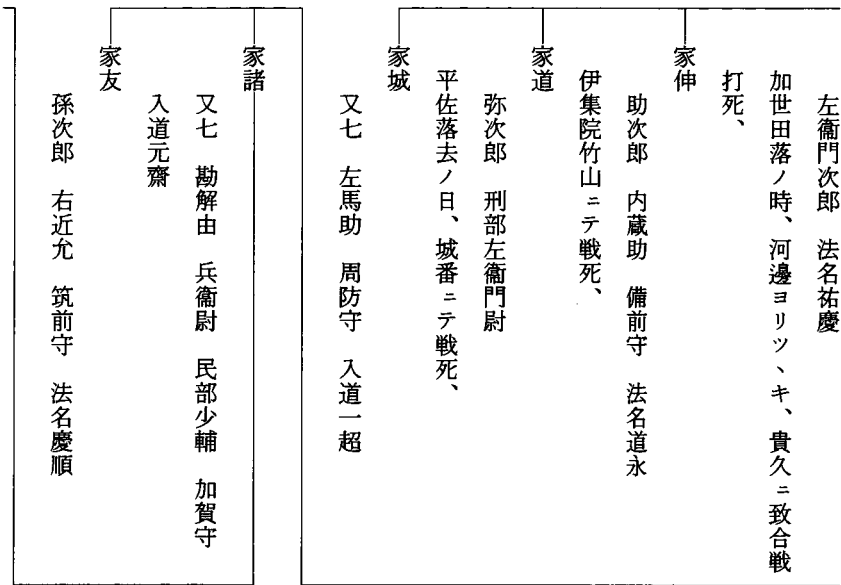 左衞門次郎　法名祐慶
加世田落ノ時、河邊ヨリツヽキ、貴久ニ致合戦
打死、
家伸
助次郎　内蔵助　備前守　法名道永
伊集院竹山ニテ戦死、
家道
弥次郎　刑部左衞門尉
平佐落去ノ日、城番ニテ戦死、
家城
又七　左馬助　周防守　入道一超
家諸
又七　勘解由　兵衞尉　民部少輔　加賀守
入道元齋
家友
孫次郎　右近允　筑前守　法名慶順